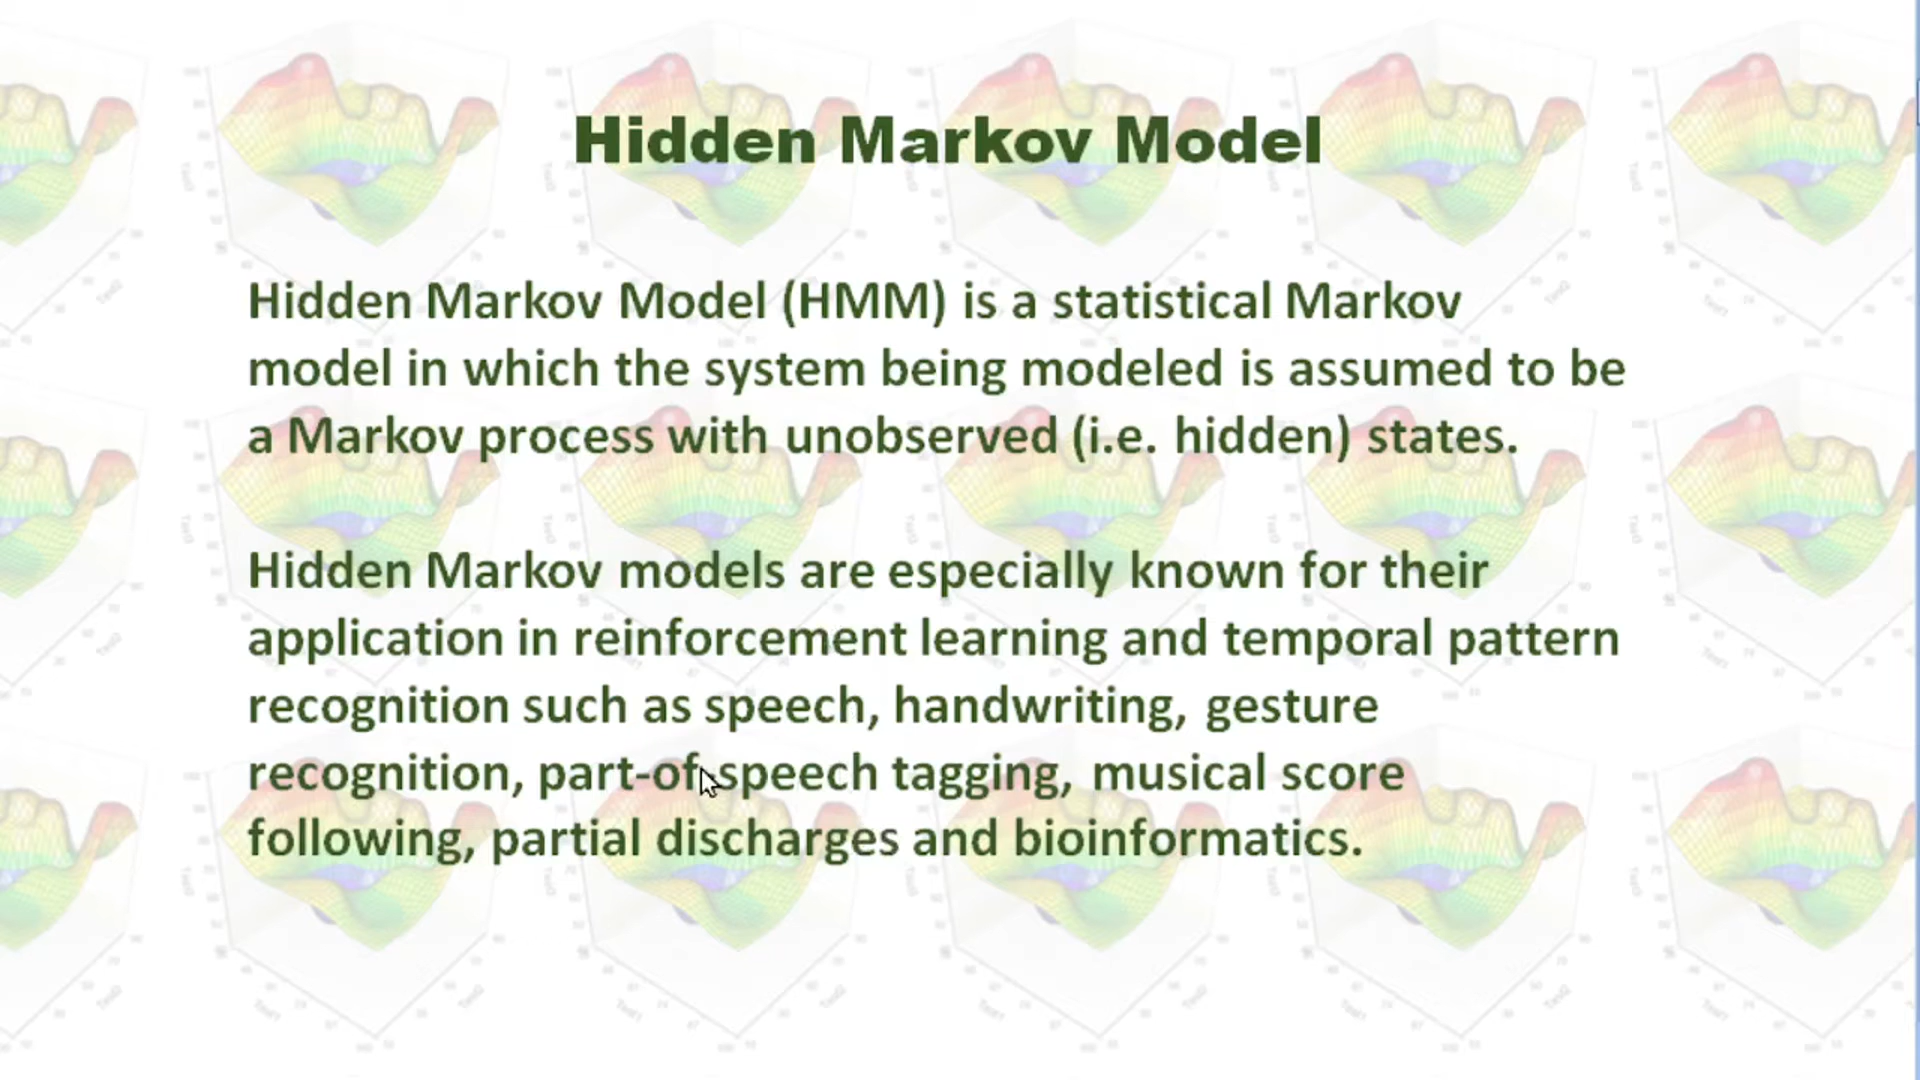 Hidden Markov Model
Hidden Markov Model (HMM) is a statistical Markov
model in which the system being modeled is assumed to be
a Markov process with unobserved (i.e. hidden) states.
Hidden Markov models are especially known for their
application in reinforcement learning and temporal pattern
recognition such as speech, handwriting, gesture
recognition, part-of-speech tagging, musical score
following, partial discharges and bioinformatics.